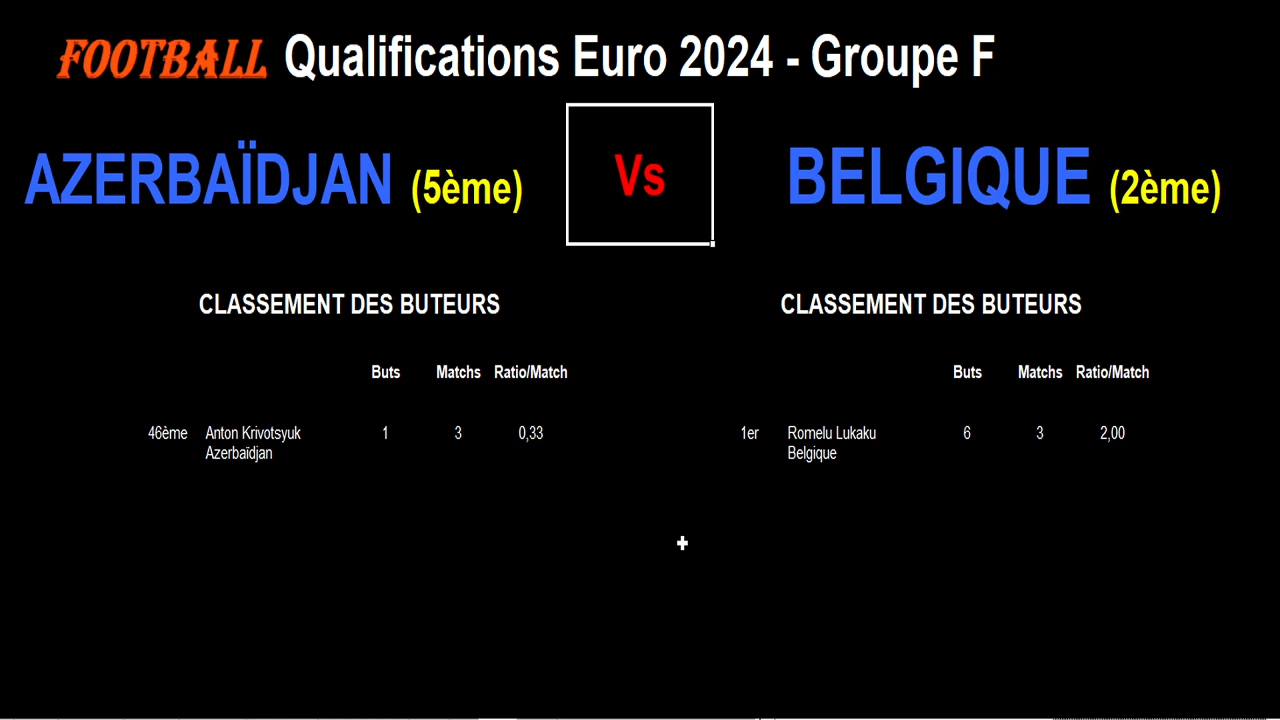 FOOTBALL Qualifications Euro 2024 - Groupe F
AZERBAÏDJAN (5ème) Vs BELGIQUE (2ème)
CLASSEMENT DES BUTEURS CLASSEMENT DES BUTEURS
Buts Matchs Ratio/Match Buts Matchs Ratio/Match
46ème Anton Krivotsyuk 1 3 0,33 1er Romelu Lukaku 6 3 2,00
Azerbaïdjan Belgique